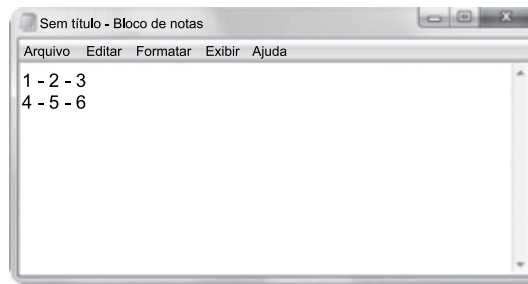 Sem título - Bloco de notas
Arquivo Editar Formatar Exibir Ajuda
1 - 2 - 3
4 - 5 - 6